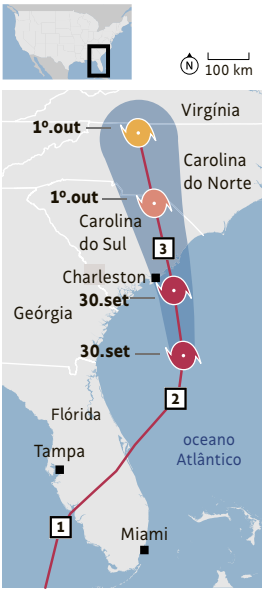 N
100 km
Virgínia
1º.out
Carolina
do Norte
1º.out
Carolina
do Sul
3
Charleston
30.set
Geórgia
30.set
2
Flórida
oceano
Atlântico
Tampa
1
Miami